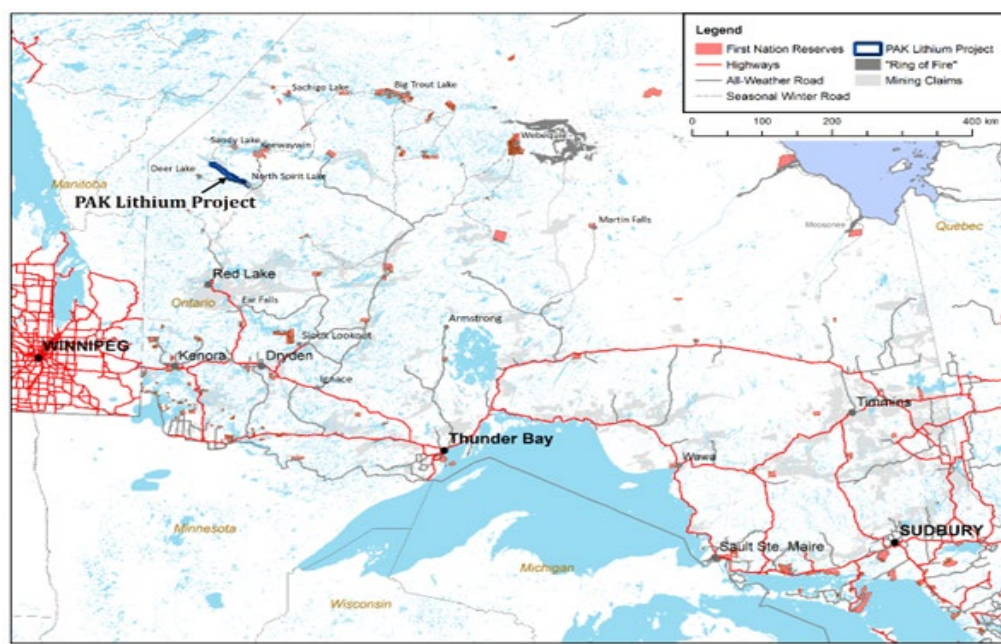 Legend
First Nation Reserves
Highways
All-Weather Road
Seasonal Winter Road
PAK Lithium Project
"Ring of Fire"
Mining Claims
0 100 200 400 km
Sachigo Lake
Big Trout Lake
Sandy Lake
Keewaywin
Webequie
Deer Lake
North Spirit Lake
Manitoba
PAK Lithium Project
Martin Falls
Moosonee
Quebec
Red Lake
Ontario
Ear Falls
Armstrong
Sioux Lookout
WINNIPEG
Kenora
Dryden
Ignace
Timmins
Thunder Bay
Wawa
Minnesota
SUDBURY
Sault Ste. Maire
Michigan
Wisconsin